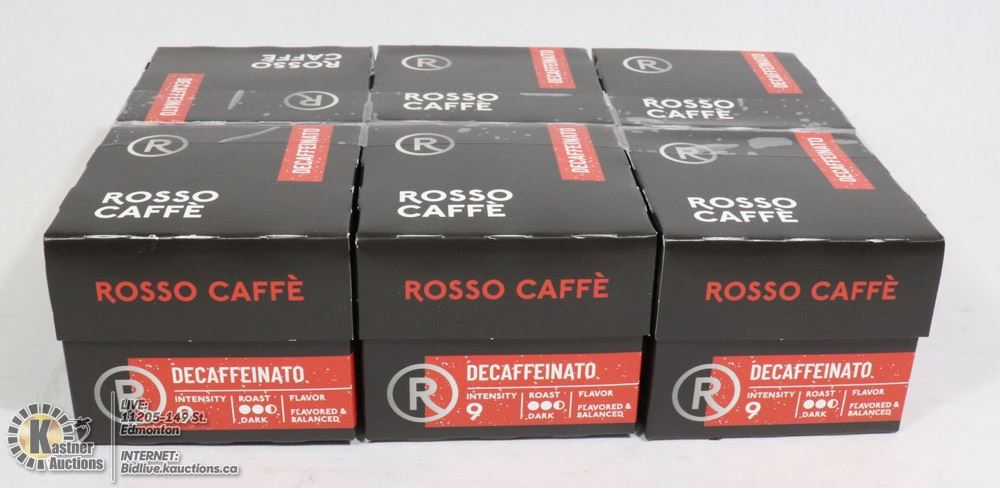 ROSSO
CAFFÈ
DECAFFEINATO
R
R
ROSSO
CAFFÈ
DECAFFEINATO
R
ROSSO
CAFFÈ
DECAFFEINATO
R
ROSSO
CAFFÈ
DECAFFEINATO
R
ROSSO
CAFFÈ
DECAFFEINATO
R
ROSSO
CAFFÈ
DECAFFEINATO
ROSSO CAFFÈ
ROSSO CAFFÈ
ROSSO CAFFÈ
R
DECAFFEINATO
INTENSITY
ROAST
DARK
FLAVOR
FLAVORED &
BALANCED
R
DECAFFEINATO
INTENSITY
9
ROAST
DARK
FLAVOR
FLAVORED &
BALANCED
R
DECAFFEINATO
INTENSITY
9
ROAST
DARK
FLAVOR
FLAVORED &
BALANCED
K
Kastner
Auctions
LIVE:
11205-149 St.
Edmonton
INTERNET:
Bidlive.kauctions.ca